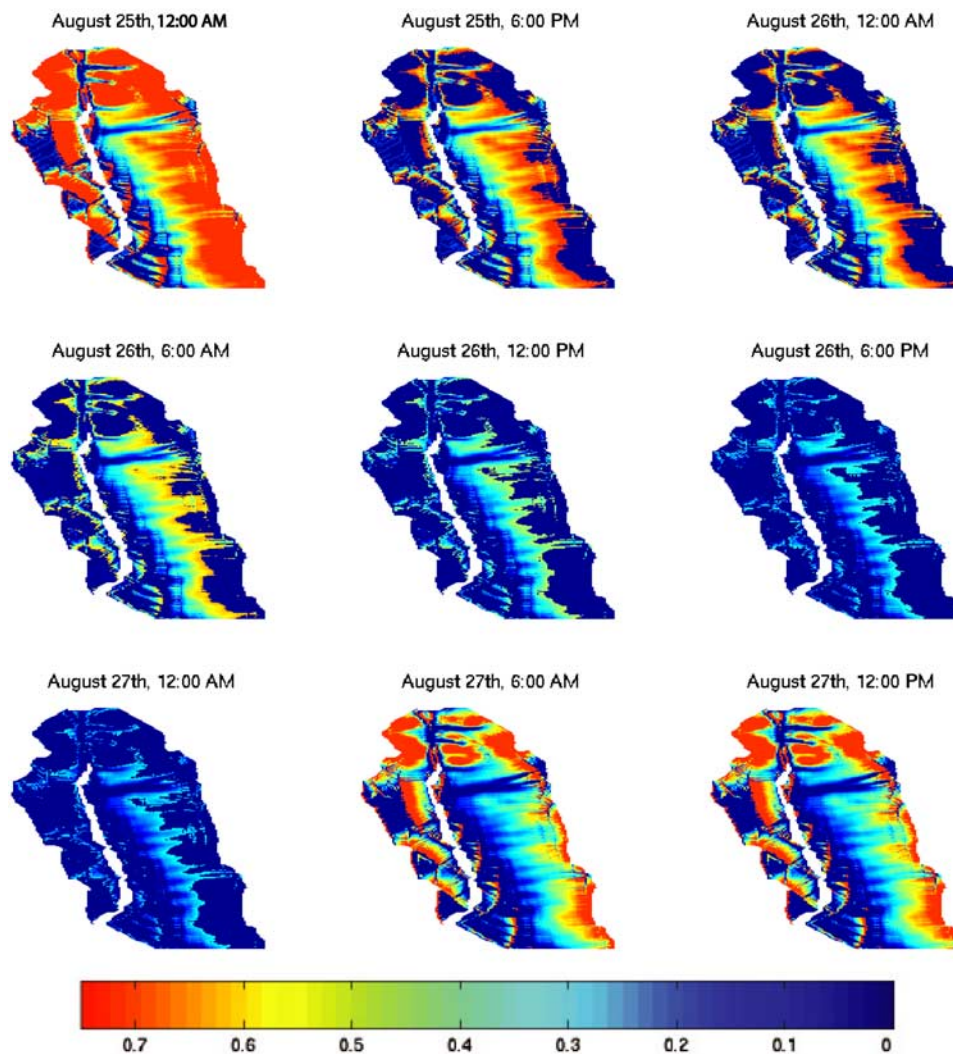 August 25th, 12:00 AM
August 25th, 6:00 PM
August 26th, 12:00 AM
August 26th, 6:00 AM
August 26th, 12:00 PM
August 26th, 6:00 PM
August 27th, 12:00 AM
August 27th, 6:00 AM
August 27th, 12:00 PM
0.7 0.6 0.5 0.4 0.3 0.2 0.1 0